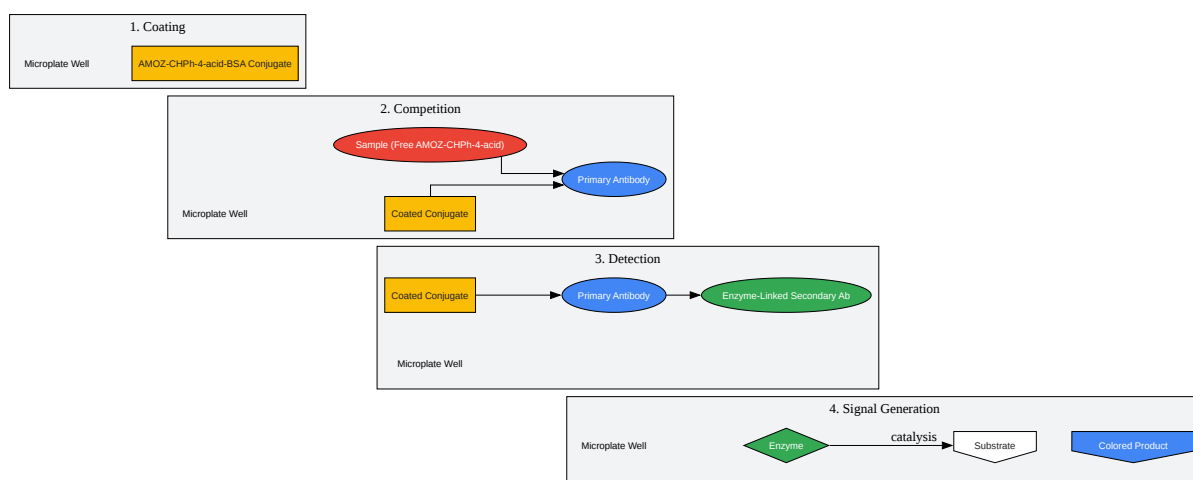 1. Coating
Microplate Well
AMOZ-CHPh-4-acid-BSA Conjugate
2. Competition
Sample (Free AMOZ-CHPh-4-acid)
Primary Antibody
Coated Conjugate
Microplate Well
3. Detection
Coated Conjugate
Primary Antibody
Enzyme-Linked Secondary Ab
Microplate Well
4. Signal Generation
Microplate Well
Enzyme
catalysis
Substrate
Colored Product